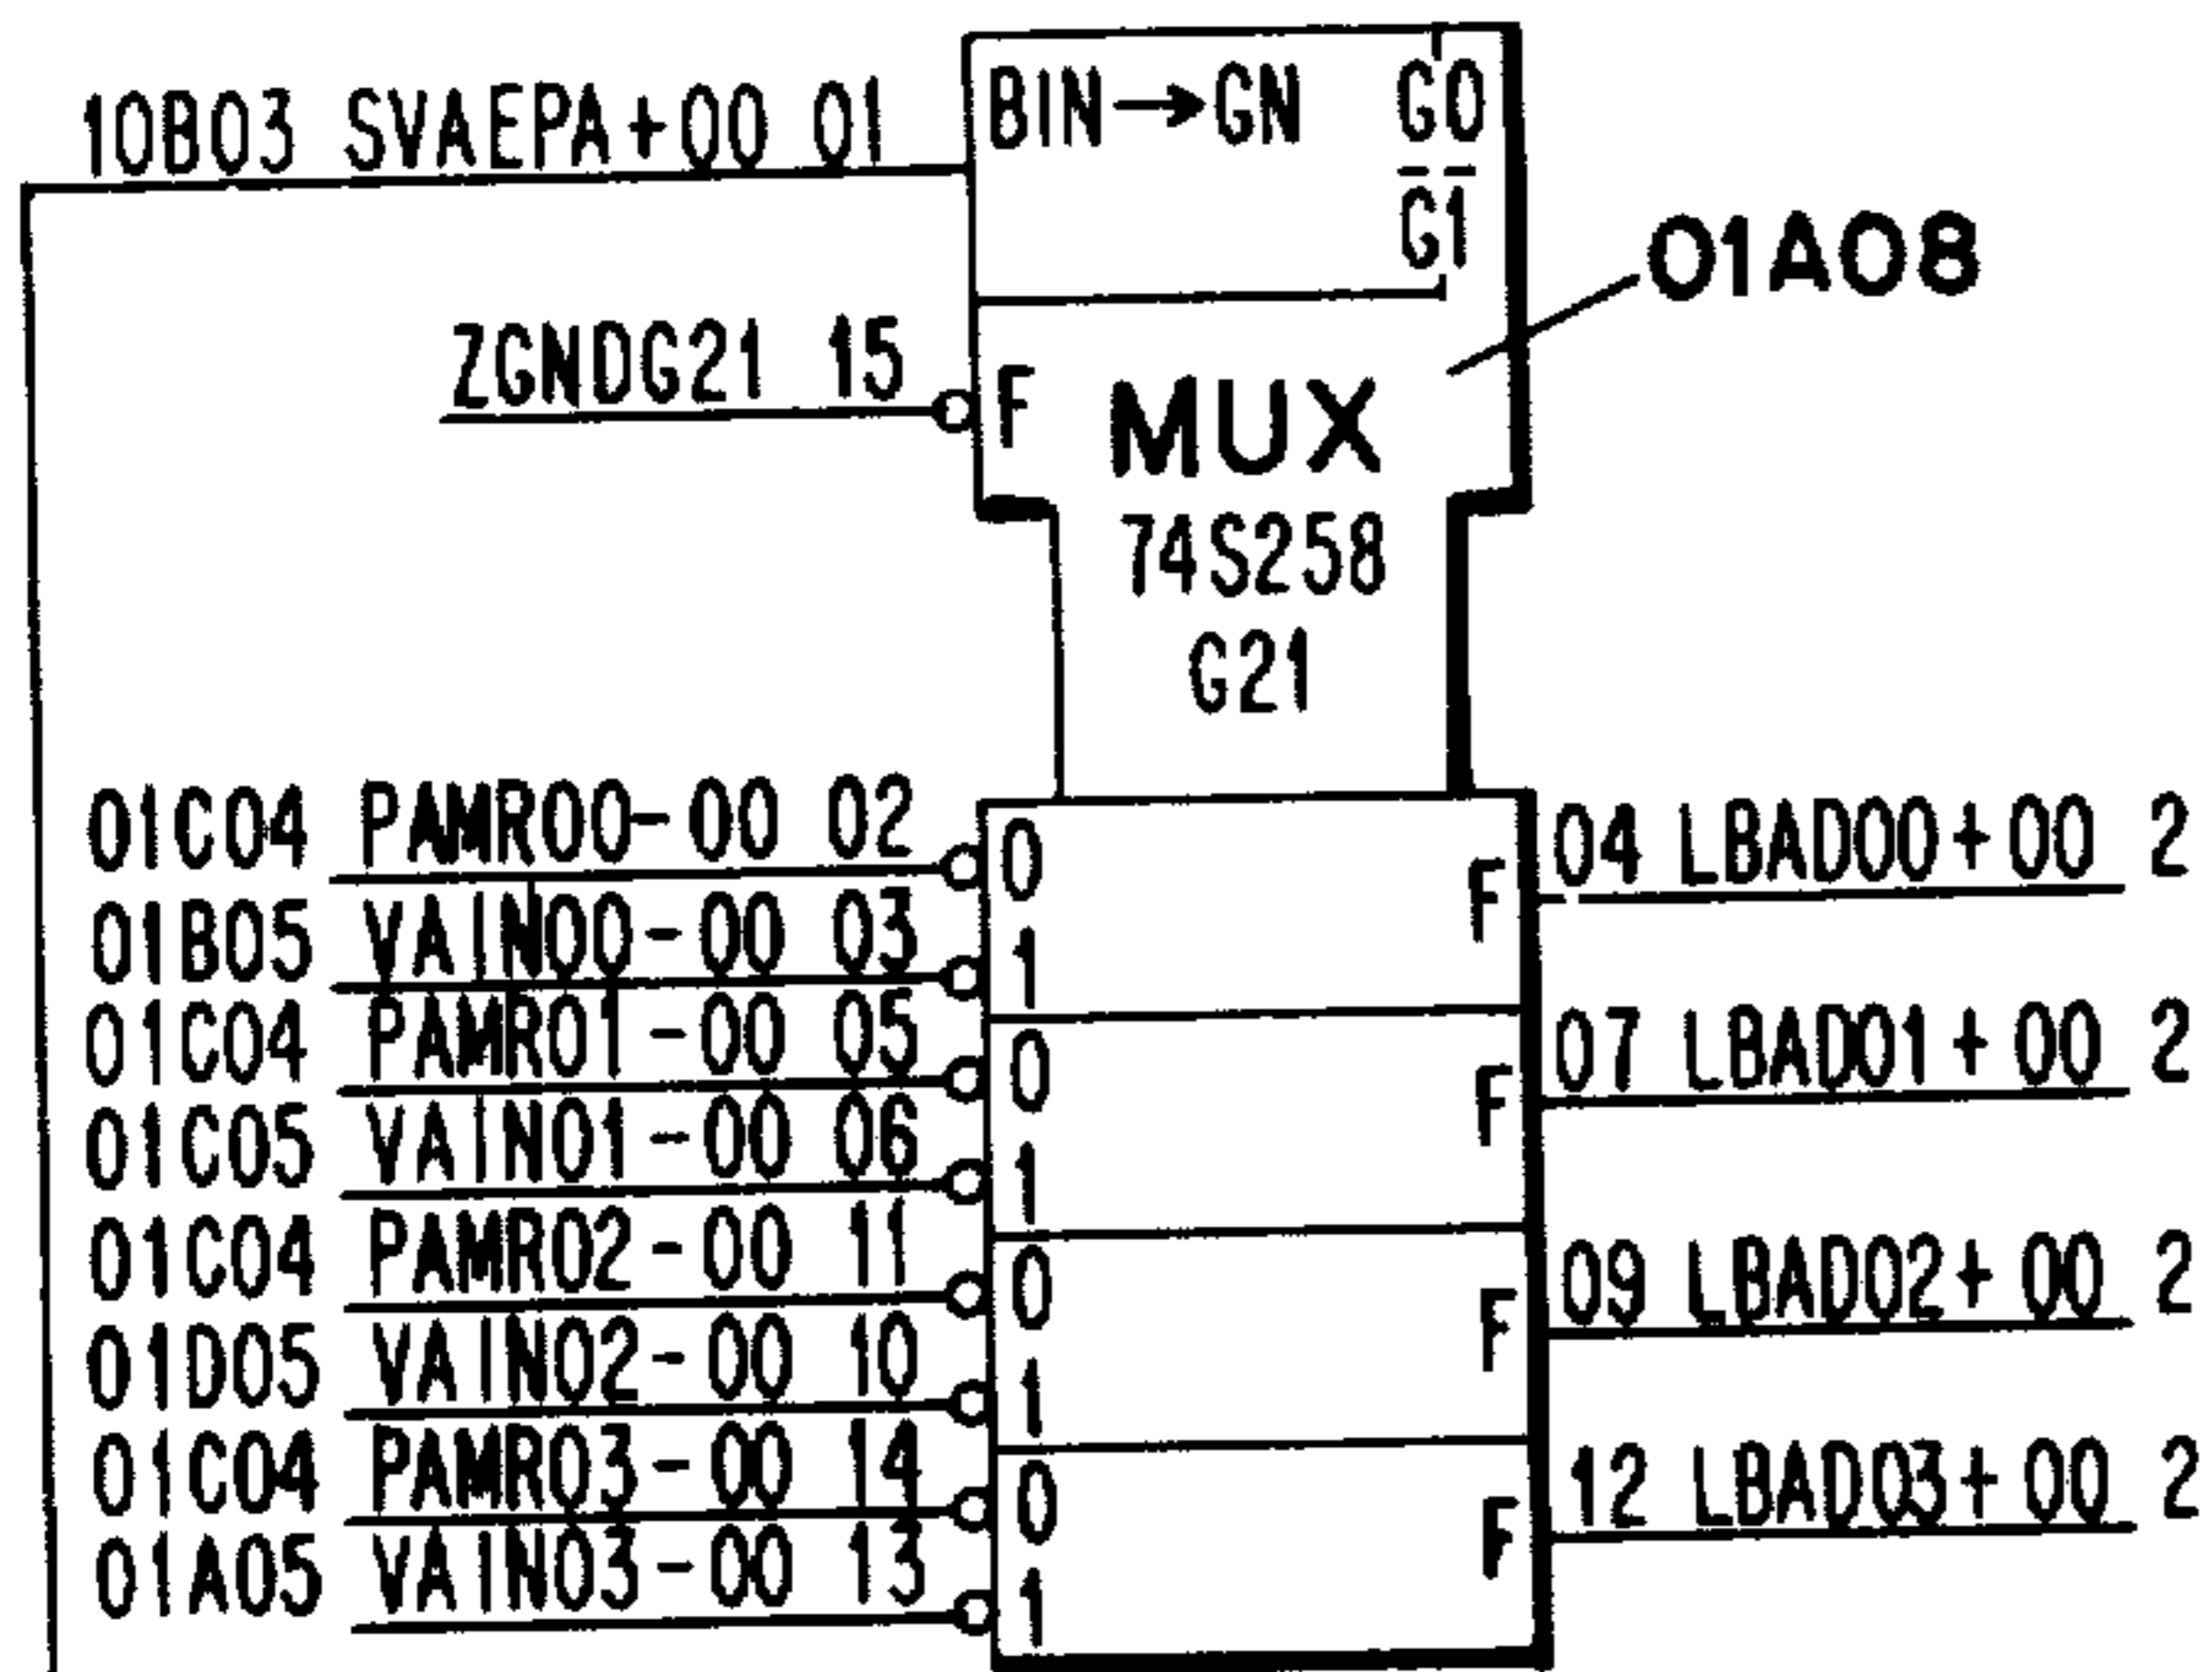 10B03 SVAEPA+00 01
BIN→GN G0
G1
01A08
ZGNDG21 15
F
MUX
74S258
G21
01C04 PAMR00-00 02 0
F 04 LBAD00+00 2
01B05 VAIN00-00 03 1
01C04 PAMR01-00 05 0
F 07 LBAD01+00 2
01C05 VAIN01-00 06 1
01C04 PAMR02-00 11 0
F 09 LBAD02+00 2
01D05 VAIN02-00 10 1
01C04 PAMR03-00 14 0
F 12 LBAD03+00 2
01A05 VAIN03-00 13 1